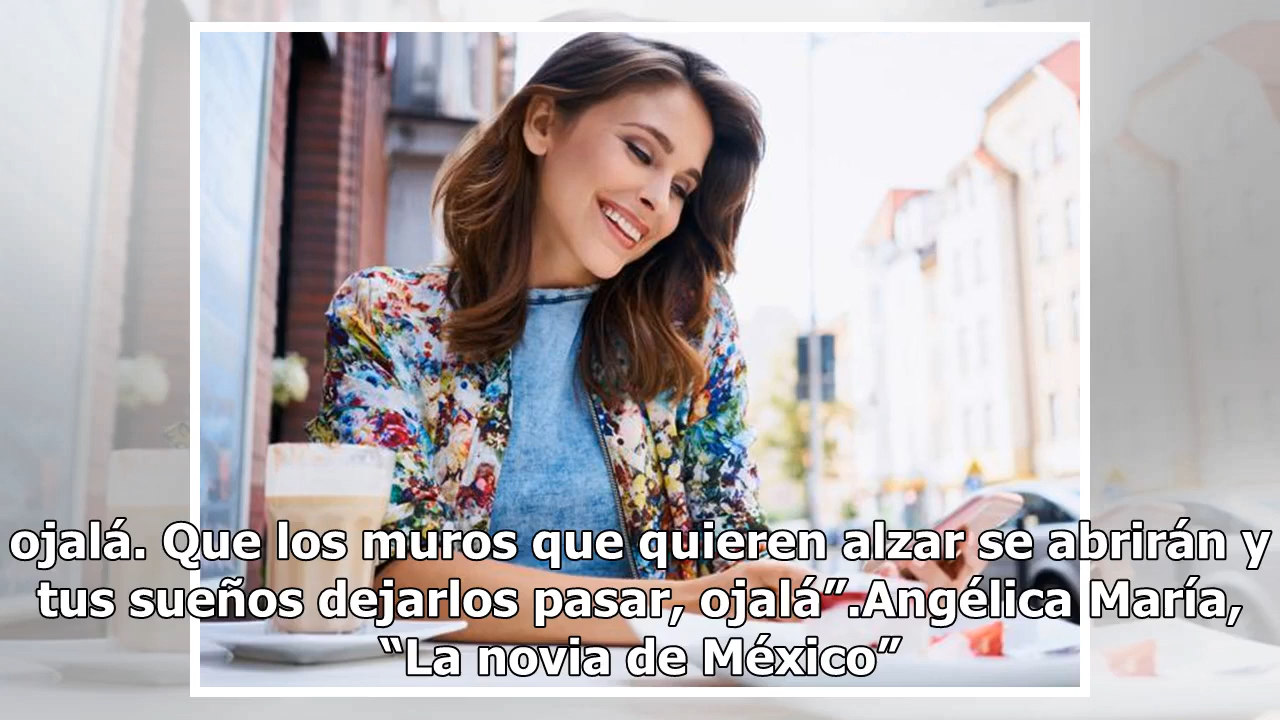 ojalá. Que los muros que quieren alzar se abrirán y
tus sueños dejarlos pasar, ojalá”.Angélica María,
“La novia de México”